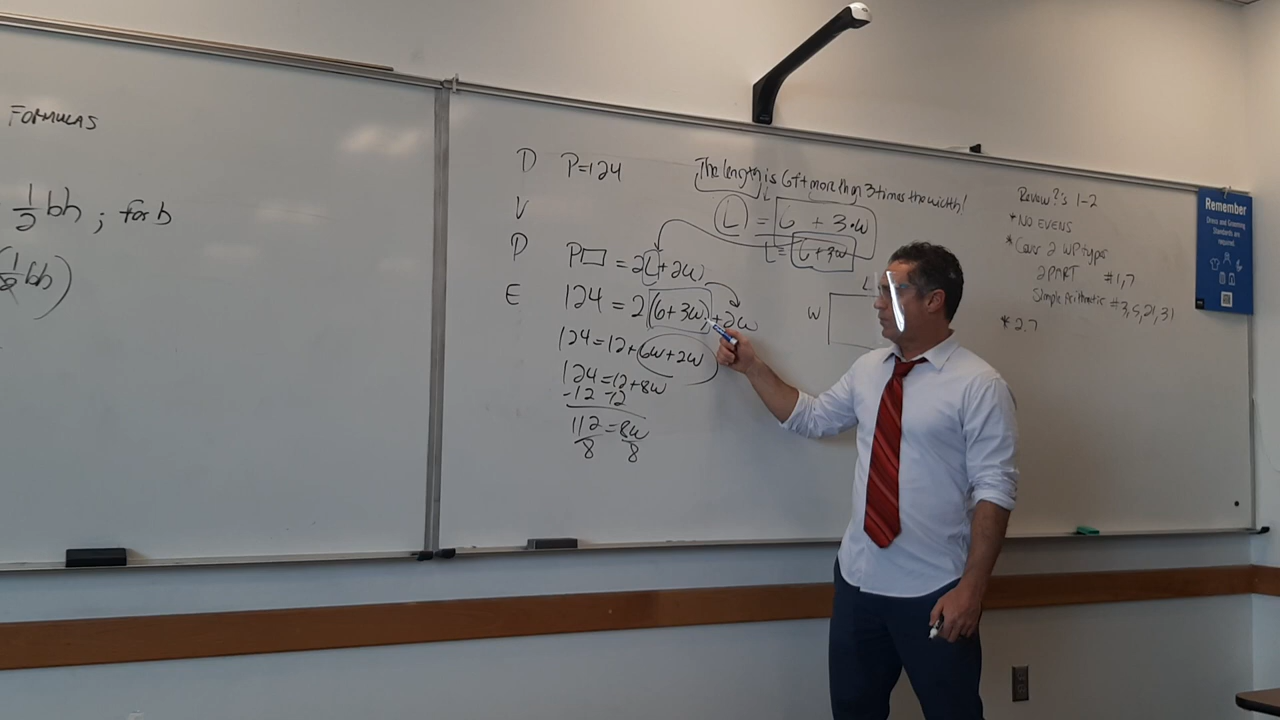 FORMULAS
1/2 bh ; for b
(1/2 bh)
D P=124
V
P P▭ = 2L + 2w
E 124 = 2(6+3w)+2w
124=12+6w+2w
124=12+8w
-12 -12
112=8w
8 8
The length is 6ft more than 3 times the width!
L
L = 6 + 3·w
L = 6+3w
L
W
Review ?'s 1-2
*NO EVENS
*Cover 2 WP types
2PART #1,7
Simple Arithmetic #3,5,21,31
*2.7
Remember
Dress and Grooming
Standards are
required.